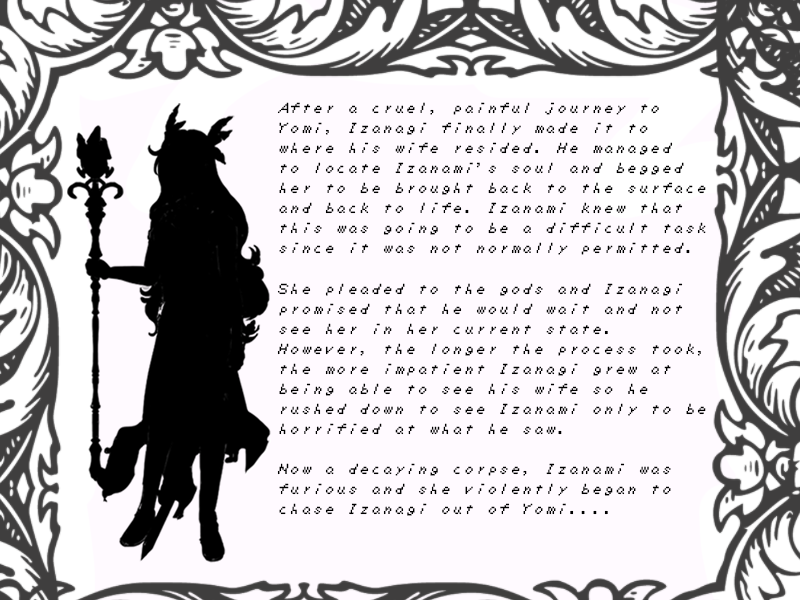 After a cruel, painful journey to
Yomi, Izanagi finally made it to
where his wife resided. He managed
to locate Izanami's soul and begged
her to be brought back to the surface
and back to life. Izanami knew that
this was going to be a difficult task
since it was not normally permitted.
She pleaded to the gods and Izanagi
promised that he would wait and not
see her in her current state.
However, the longer the process took,
the more impatient Izanagi grew at
being able to see his wife so he
rushed down to see Izanami only to be
horrified at what he saw.
Now a decaying corpse, Izanami was
furious and she violently began to
chase Izanagi out of Yomi....